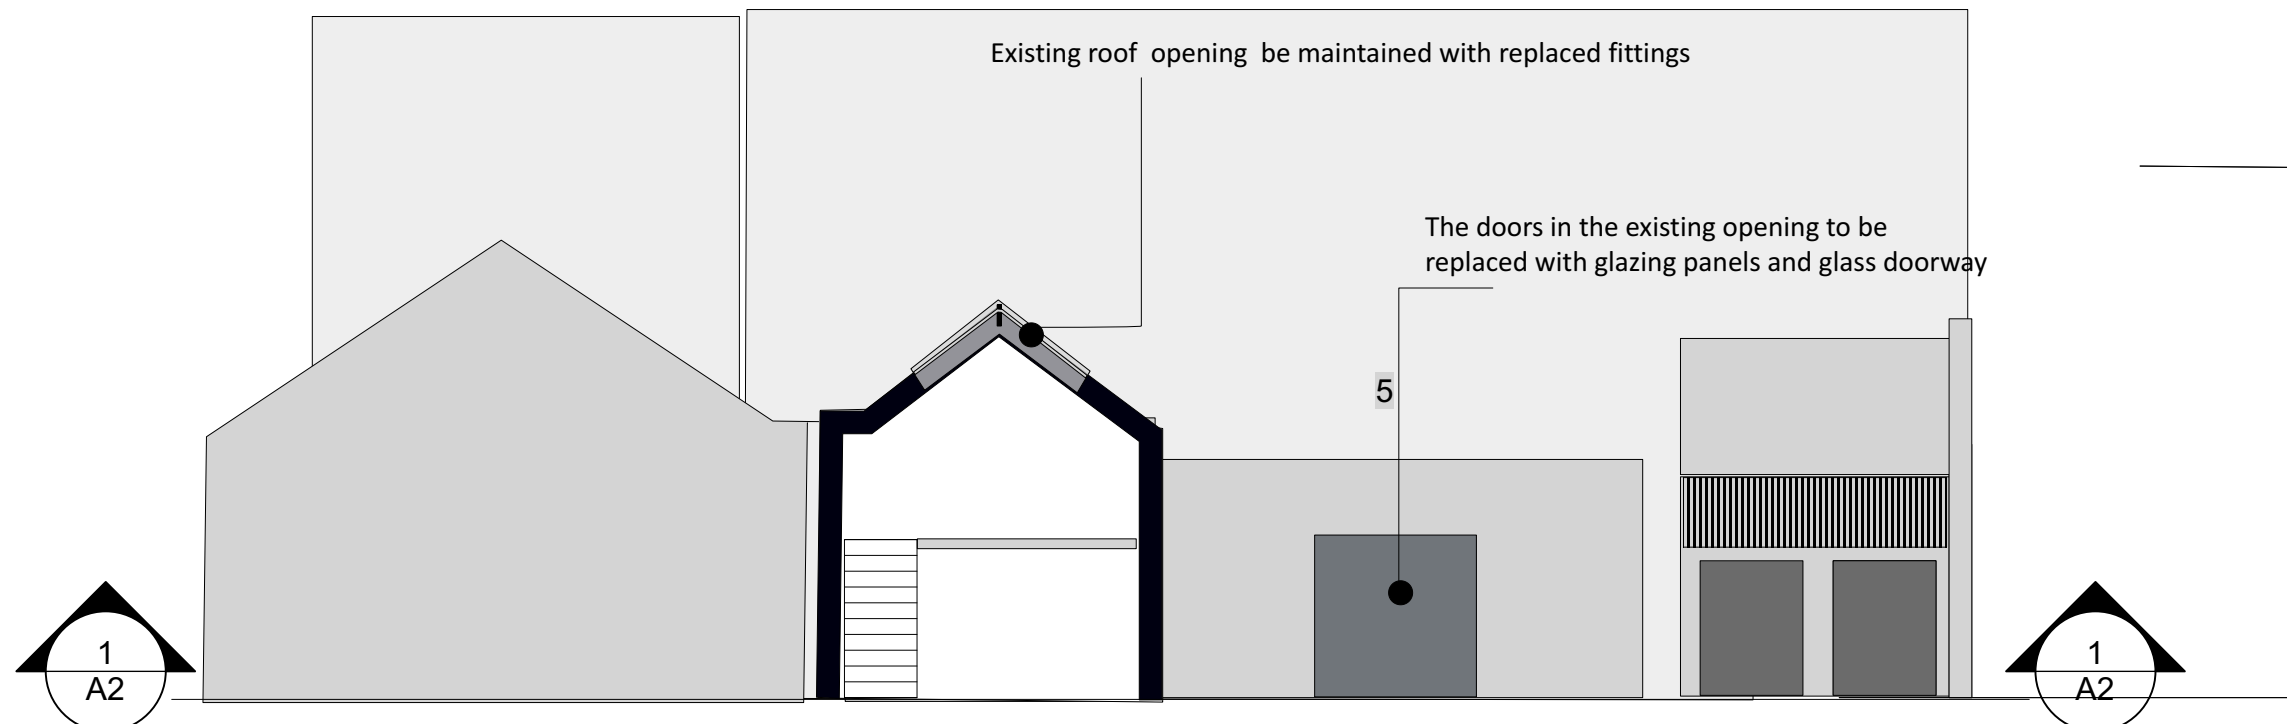 Existing roof  opening  be maintained with replaced fittings
The doors in the existing opening to be
replaced with glazing panels and glass doorway
5
1
A2
1
A2